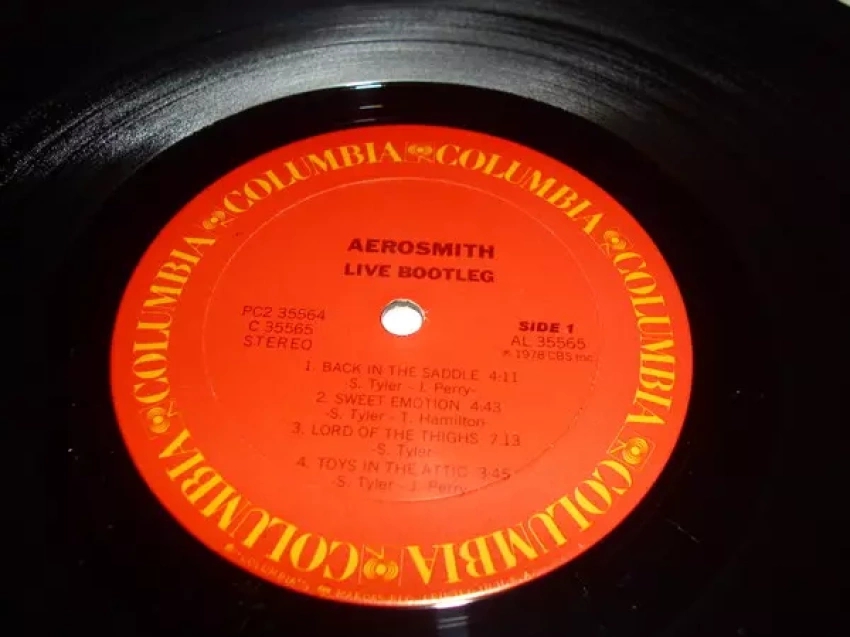 COLUMBIA COLUMBIA COLUMBIA COLUMBIA COLUMBIA COLUMBIA COLUMBIA
AEROSMITH
LIVE BOOTLEG
PC2 35564
C 35565
STEREO
SIDE 1
AL 35565
℗ 1978 CBS Inc.
1. BACK IN THE SADDLE 4:11
-S. Tyler - J. Perry-
2. SWEET EMOTION 4:43
-S. Tyler - T. Hamilton-
3. LORD OF THE THIGHS 7:13
-S. Tyler-
4. TOYS IN THE ATTIC 3:45
-S. Tyler - J. Perry-